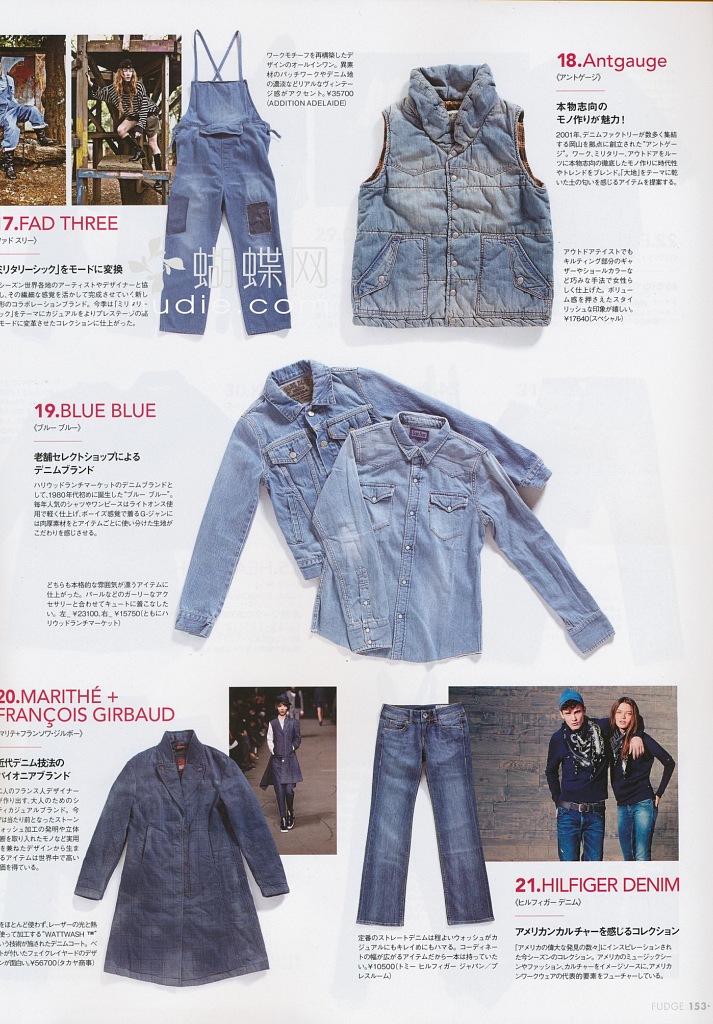 ワークモチーフを再構築したデ
ザインのオールインワン。異素
材のパッチワークやデニム地
の濃淡などリアルなヴィンテー
ジ感がアクセント。¥35700
(ADDITION ADELAIDE)
18.Antgauge
〈アントゲージ〉
本物志向の
モノ作りが魅力！
2001年、デニムファクトリーが数多く集結
する岡山を拠点に創立された“アントゲー
ジ”。ワーク、ミリタリー、アウトドアをルー
ツに本物志向の徹底したモノ作りに時代性
やトレンドをブレンド。「大地」をテーマに乾
いた土の匂いを感じるアイテムを提案する。
アウトドアテイストでも
キルティング部分のギャ
ザーやショールカラーな
ど巧みな手法で女性ら
しく仕上げた。ボリュー
ム感を押さえたスタイ
リッシュな印象が嬉しい。
¥17640(スペシャル)
17.FAD THREE
ァド スリー〉
ミリタリーシック」をモードに変換
シーズン世界各地のアーティストやデザイナーと協
し、その繊細な感覚を活かして完成させていく新し
形のコラボレーションブランド。今季は「ミリタリー
ック」をテーマにカジュアルをよりプレステージの高
モードに変革させたコレクションに仕上がった。
蝴蝶网
udie.co
19.BLUE BLUE
〈ブルー ブルー〉
老舗セレクトショップによる
デニムブランド
ハリウッドランチマーケットのデニムブランドと
して、1980年代初めに誕生した“ブルー ブルー”。
毎年人気のシャツやワンピースはライトオンス使
用で軽く仕上げ、ボーイズ感覚で着るG-ジャンに
は肉厚素材をとアイテムごとに使い分けた生地が
こだわりを感じさせる。
どちらも本格的な雰囲気が漂うアイテムに
仕上がった。パールなどのガーリーなアク
セサリーと合わせてキュートに着こなした
い。左_¥23100、右_¥15750(ともにハ
リウッドランチマーケット)
20.MARITHÉ +
FRANÇOIS GIRBAUD
マリテ+フランソワ・ジルボー〉
近代デニム技法の
パイオニアブランド
二人のフランス人デザイナー
が作り出す、大人のためのシ
ティカジュアルブランド。今
では当たり前となったストーン
ウォッシュ加工の発明や立体
断を取り入れたモノなど実用
を兼ねたデザインから生ま
るアイテムは世界中で高い
価を得ている。
をほとんど使わず、レーザーの光と熱
使って加工する“WATTWASH ™”
いう技術が施されたデニムコート。ベ
トが付いたフェイクレイヤードのデザ
ンが面白い。¥56700(タカヤ商事)
定番のストレートデニムは程よいウォッシュがカ
ジュアルにもキレイめにもハマる。コーディネート
の幅が広がるアイテムだから一本は持っていた
い。¥10500(トミー ヒルフィガー ジャパン／プ
レスルーム)
21.HILFIGER DENIM
〈ヒルフィガー デニム〉
アメリカンカルチャーを感じるコレクション
「アメリカの偉大な発見の数々」にインスピレーションされた
今シーズンのコレクション。アメリカのミュージックシー
ンやファッション、カルチャーをイメージソースに、アメリカ
ンワークウェアの代表的要素をフューチャーしている。
FUDGE 153